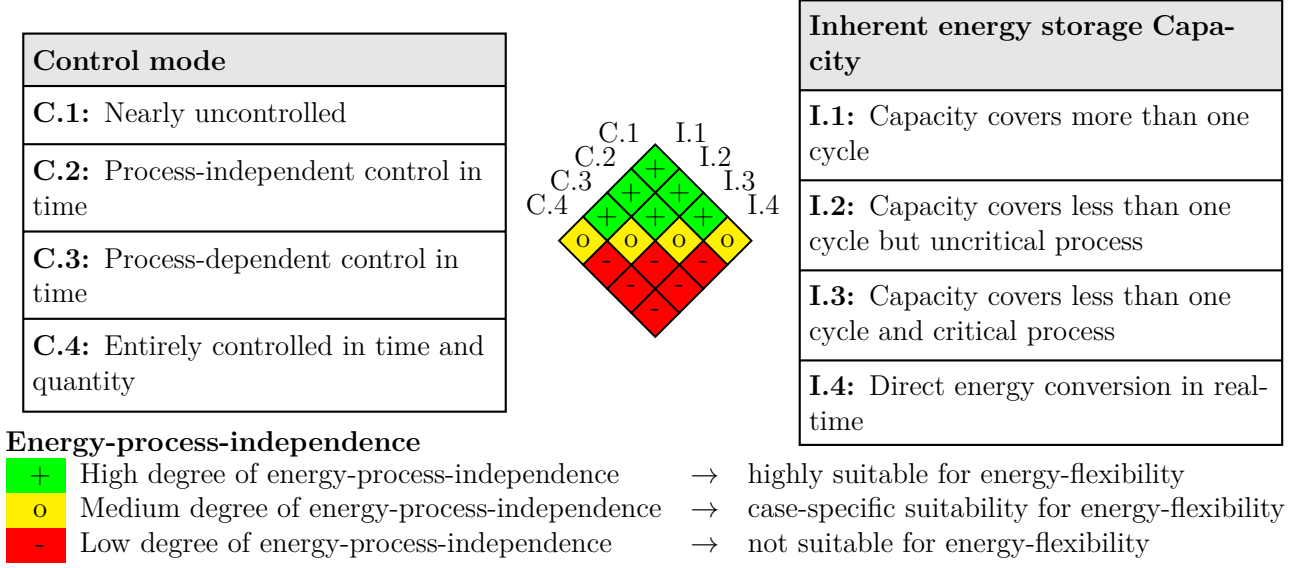 Control mode
C.1: Nearly uncontrolled
C.2: Process-independent control in
time
C.3: Process-dependent control in
time
C.4: Entirely controlled in time and
quantity
C.1 I.1
C.2 I.2
C.3 I.3
C.4 I.4
+
+ +
+ + +
o o o o
- - -
- -
-
Inherent energy storage Capa-
city
I.1: Capacity covers more than one
cycle
I.2: Capacity covers less than one
cycle but uncritical process
I.3: Capacity covers less than one
cycle and critical process
I.4: Direct energy conversion in real-
time
Energy-process-independence
+ High degree of energy-process-independence → highly suitable for energy-flexibility
o Medium degree of energy-process-independence → case-specific suitability for energy-flexibility
- Low degree of energy-process-independence → not suitable for energy-flexibility